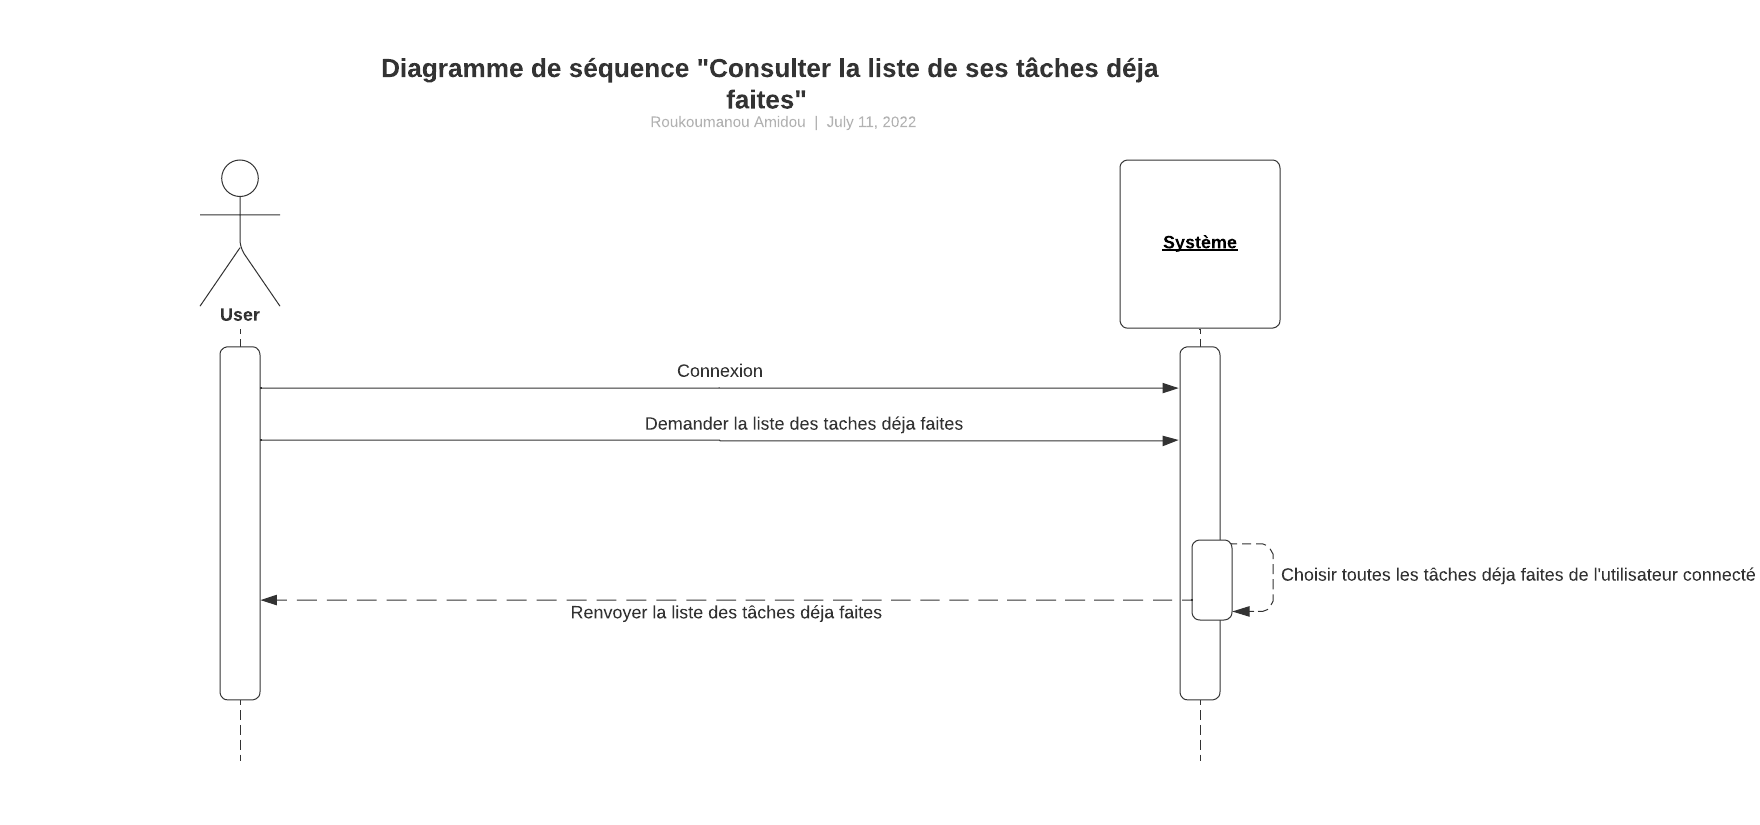 Diagramme de séquence "Consulter la liste de ses tâches déja
faites"
Roukoumanou Amidou | July 11, 2022
Système
User
Connexion
Demander la liste des taches déja faites
Choisir toutes les tâches déja faites de l'utilisateur connecté
Renvoyer la liste des tâches déja faites